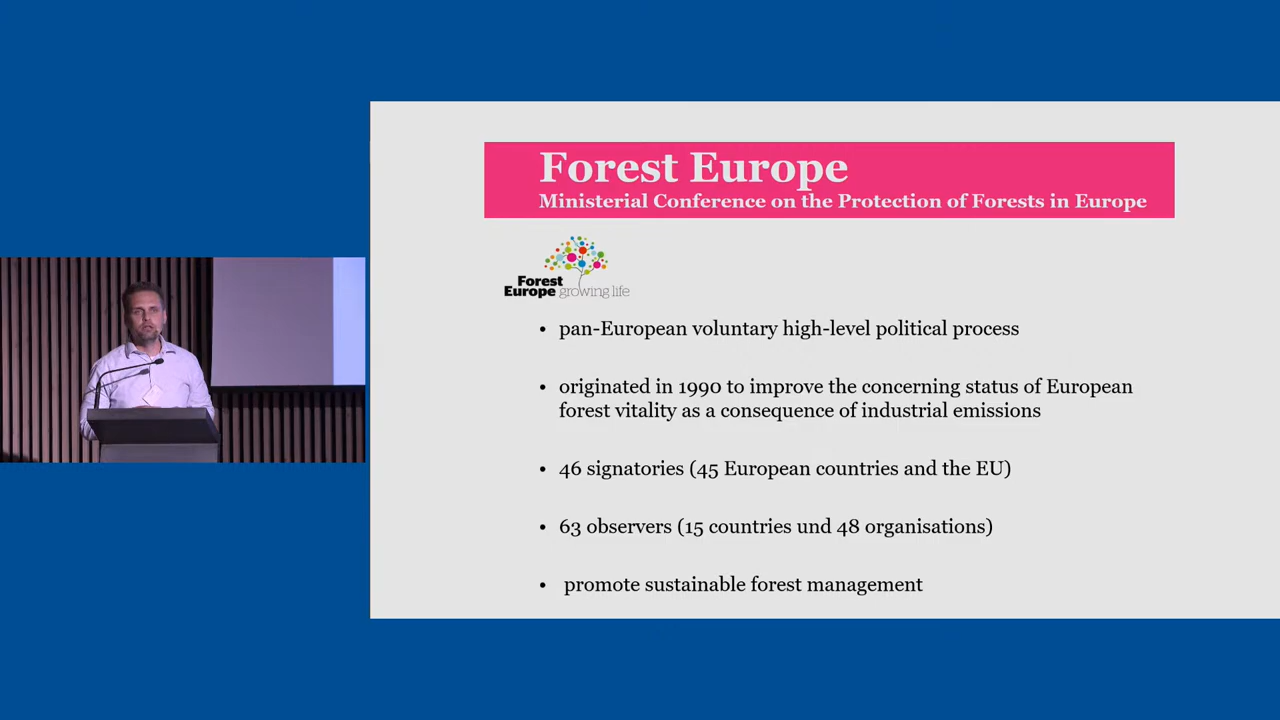 Forest Europe
Ministerial Conference on the Protection of Forests in Europe
Forest
Europe growing life
• pan-European voluntary high-level political process
• originated in 1990 to improve the concerning status of European
forest vitality as a consequence of industrial emissions
• 46 signatories (45 European countries and the EU)
• 63 observers (15 countries und 48 organisations)
• promote sustainable forest management